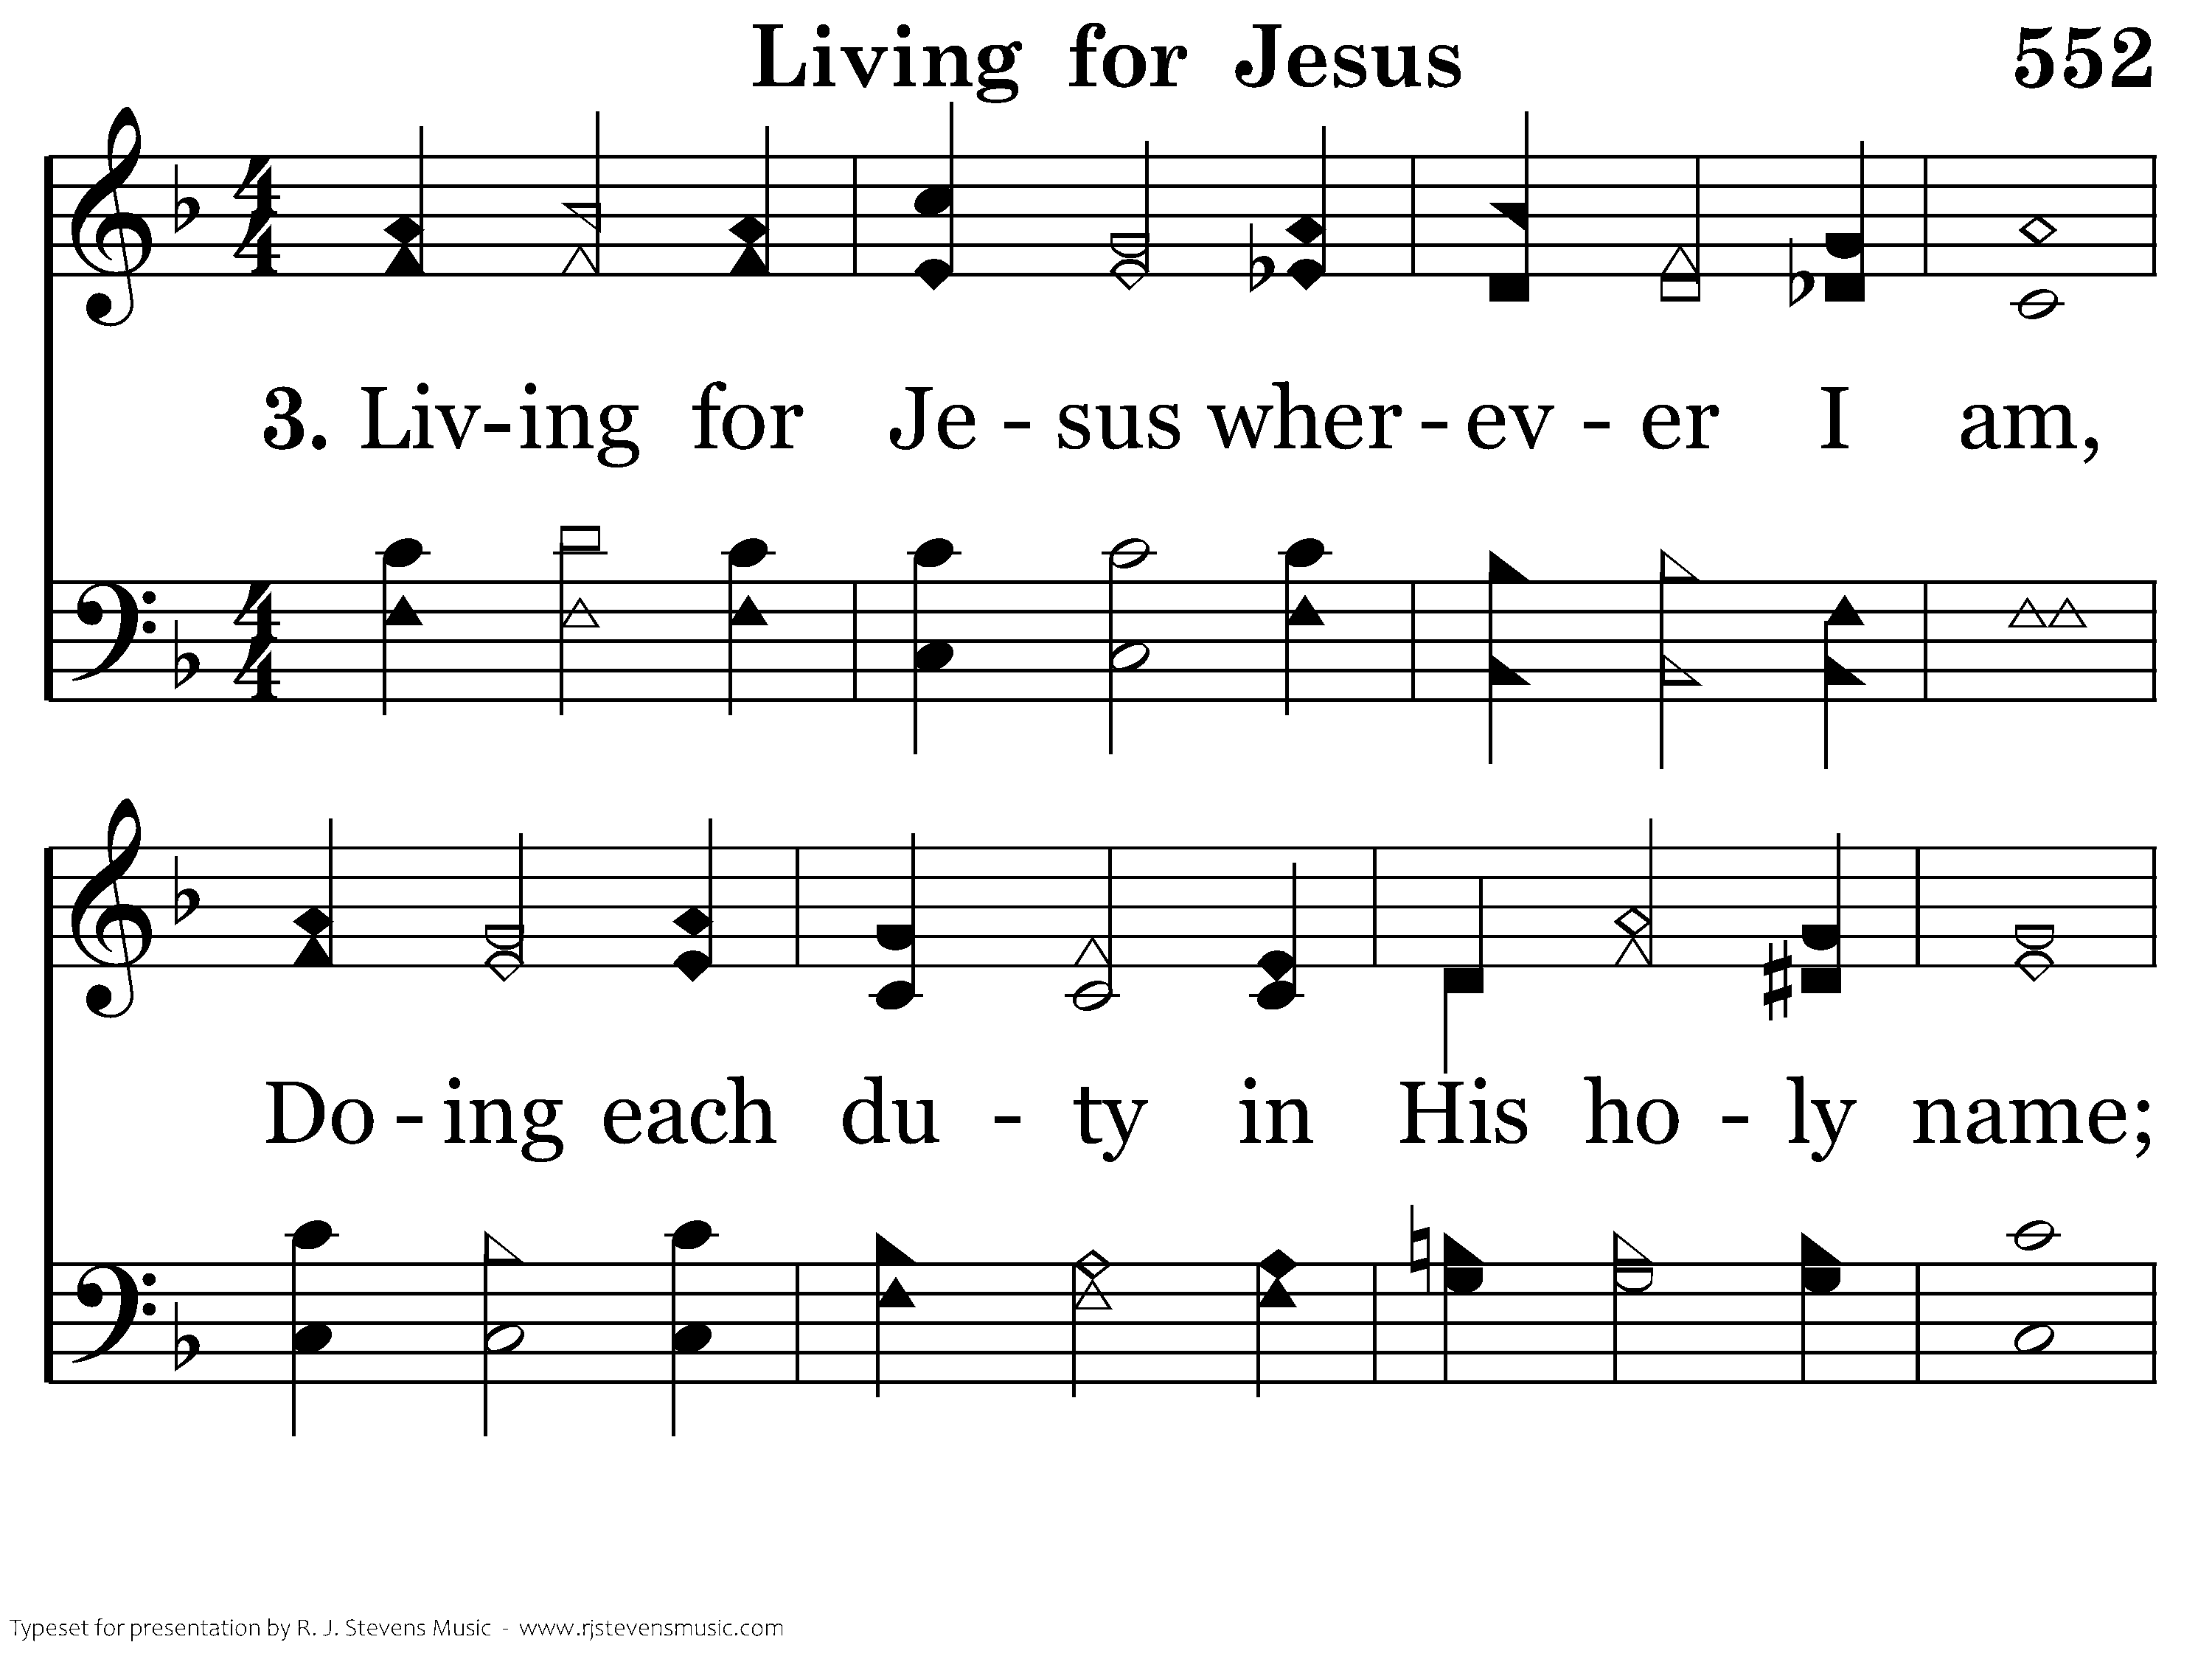 Living for Jesus 552
3. Liv-ing for Je - sus wher - ev - er I am,
Do - ing each du - ty in His ho - ly name;
Typeset for presentation by R. J. Stevens Music - www.rjstevensmusic.com